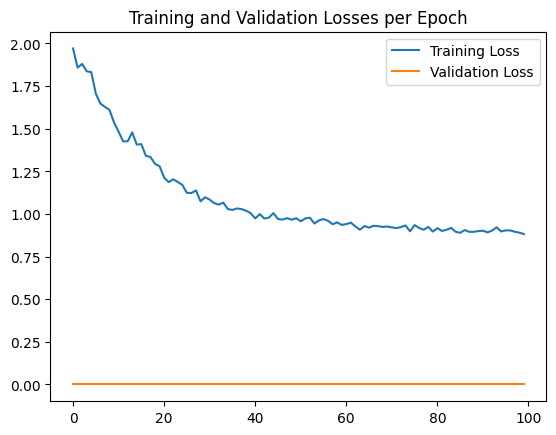 Training and Validation Losses per Epoch
Training Loss
Validation Loss
2.00
1.75
1.50
1.25
1.00
0.75
0.50
0.25
0.00
0 20 40 60 80 100